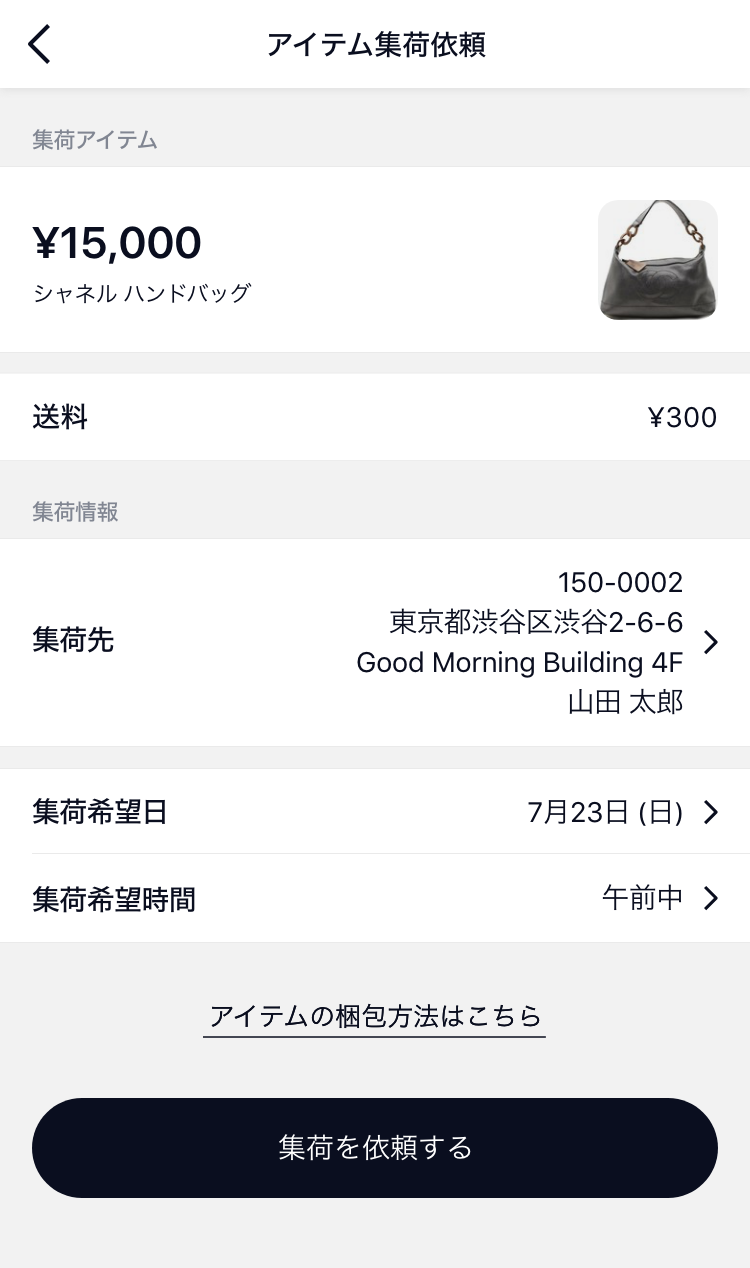 アイテム集荷依頼
集荷アイテム
¥15,000
シャネル ハンドバッグ
送料
¥300
集荷情報
集荷先
150-0002
東京都渋谷区渋谷2-6-6
Good Morning Building 4F
山田 太郎
集荷希望日
7月23日 (日)
集荷希望時間
午前中
アイテムの梱包方法はこちら
集荷を依頼する